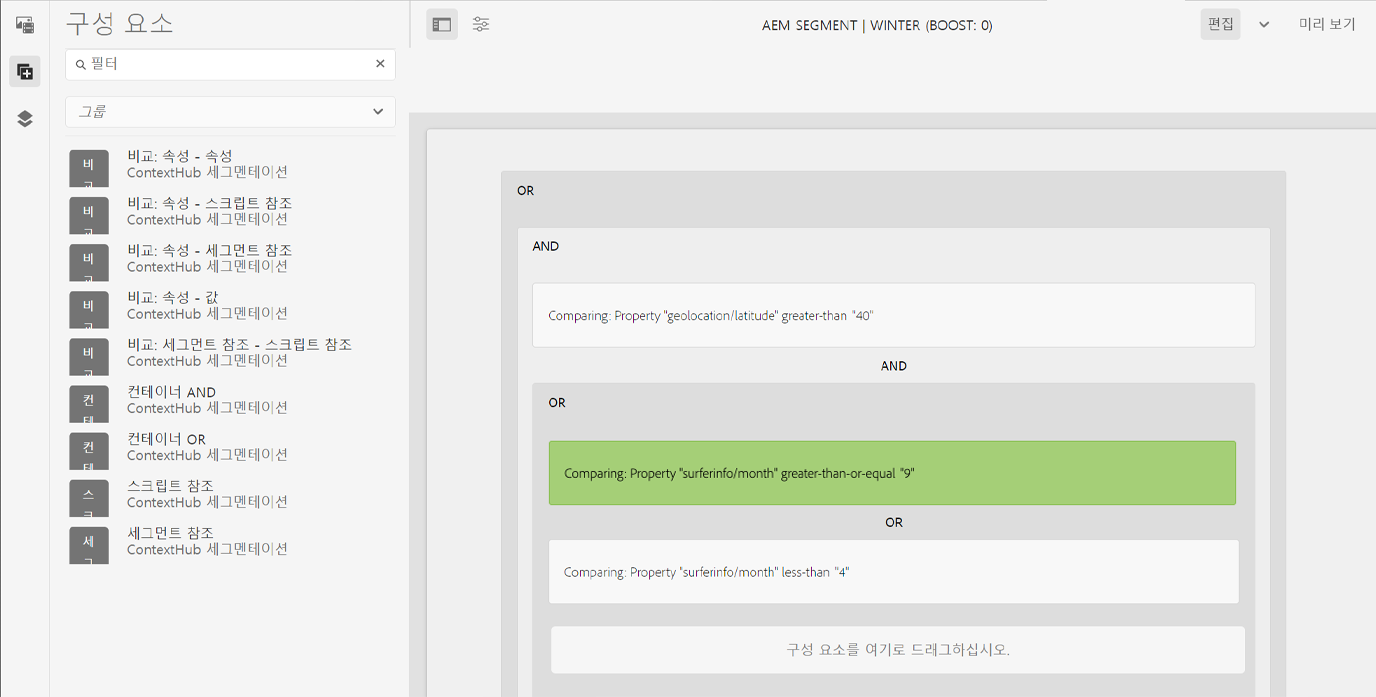 구성 요소
필터
그룹
비교
비교: 속성 - 속성
ContextHub 세그멘테이션
비교
비교: 속성 - 스크립트 참조
ContextHub 세그멘테이션
비교
비교: 속성 - 세그먼트 참조
ContextHub 세그멘테이션
비교
비교: 속성 - 값
ContextHub 세그멘테이션
비교
비교: 세그먼트 참조 - 스크립트 참조
ContextHub 세그멘테이션
컨테
컨테이너 AND
ContextHub 세그멘테이션
컨테
컨테이너 OR
ContextHub 세그멘테이션
스크
스크립트 참조
ContextHub 세그멘테이션
세그
세그먼트 참조
ContextHub 세그멘테이션
AEM SEGMENT | WINTER (BOOST: 0)
편집
미리 보기
OR
AND
Comparing: Property "geolocation/latitude" greater-than "40"
AND
OR
Comparing: Property "surferinfo/month" greater-than-or-equal "9"
OR
Comparing: Property "surferinfo/month" less-than "4"
구성 요소를 여기로 드래그하십시오.